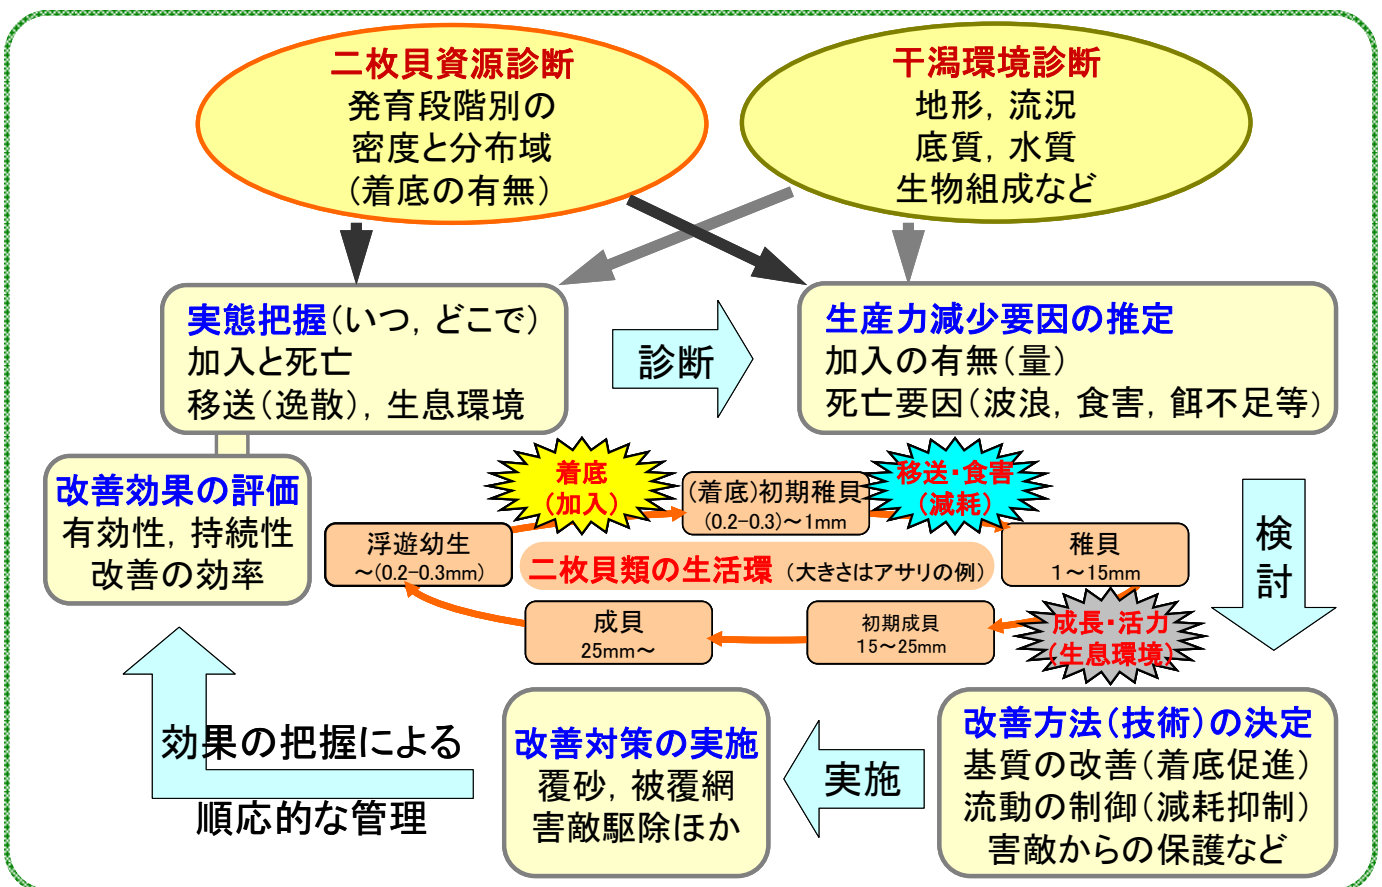 二枚貝資源診断
発育段階別の
密度と分布域
(着底の有無)
干潟環境診断
地形, 流況
底質, 水質
生物組成など
実態把握(いつ, どこで)
加入と死亡
移送(逸散), 生息環境
診断
生産力減少要因の推定
加入の有無(量)
死亡要因(波浪, 食害, 餌不足等)
改善効果の評価
有効性, 持続性
改善の効率
着底
(加入)
(着底)初期稚貝
(0.2-0.3)～1mm
移送・食害
(減耗)
浮遊幼生
～(0.2-0.3mm)
二枚貝類の生活環 (大きさはアサリの例)
稚貝
1～15mm
検討
成貝
25mm～
初期成貝
15～25mm
成長・活力
(生息環境)
効果の把握による
順応的な管理
改善対策の実施
覆砂, 被覆網
害敵駆除ほか
実施
改善方法(技術)の決定
基質の改善(着底促進)
流動の制御(減耗抑制)
害敵からの保護など